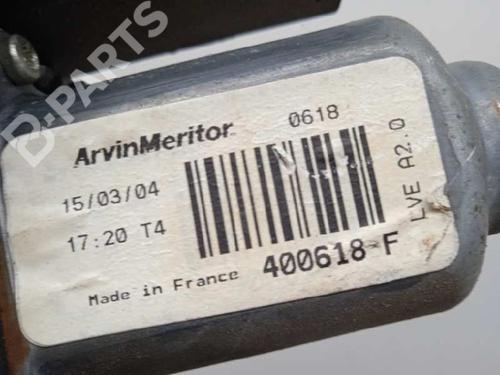 B-PARTS
ArvinMeritor 0618
15/03/04
17:20 T4
400618-F
Made in France
LVE A2.0